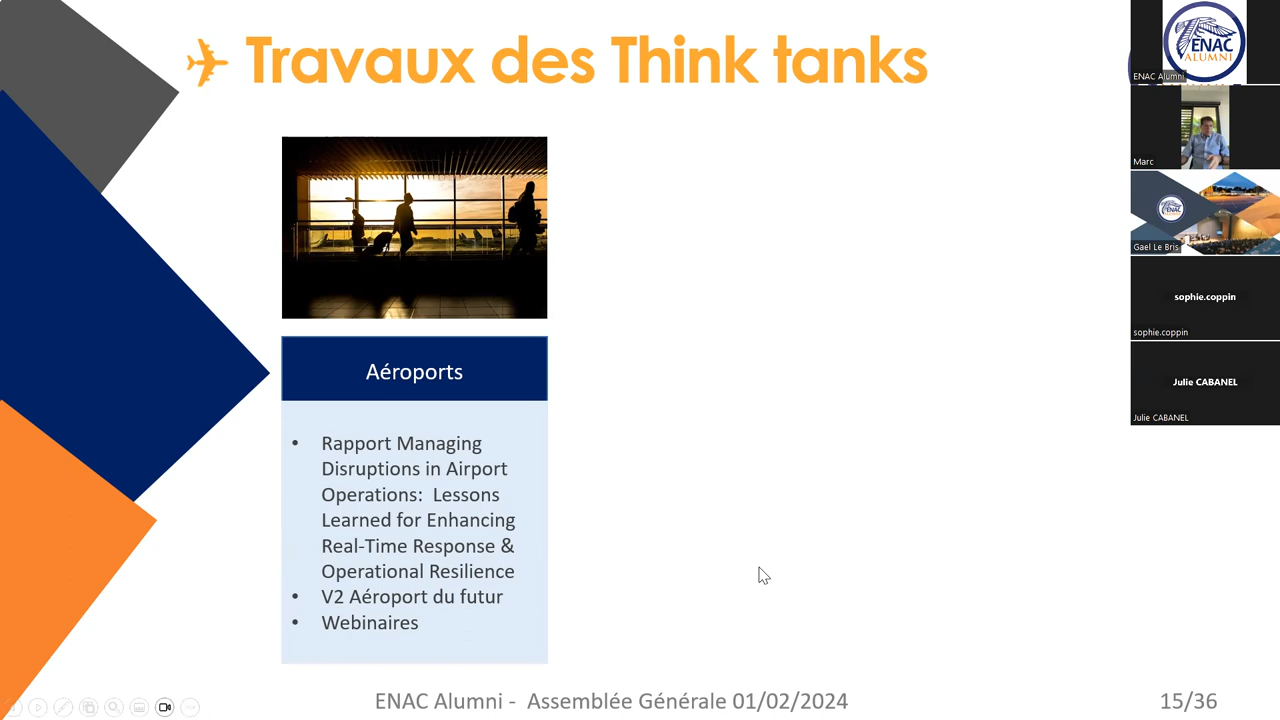 Travaux des Think tanks
Aéroports
• Rapport Managing
Disruptions in Airport
Operations: Lessons
Learned for Enhancing
Real-Time Response &
Operational Resilience
• V2 Aéroport du futur
• Webinaires
ENAC Alumni - Assemblée Générale 01/02/2024
15/36
ENAC
ALUMNI
ENAC Alumni
Marc
ENAC
Gael Le Bris
sophie.coppin
sophie.coppin
Julie CABANEL
Julie CABANEL